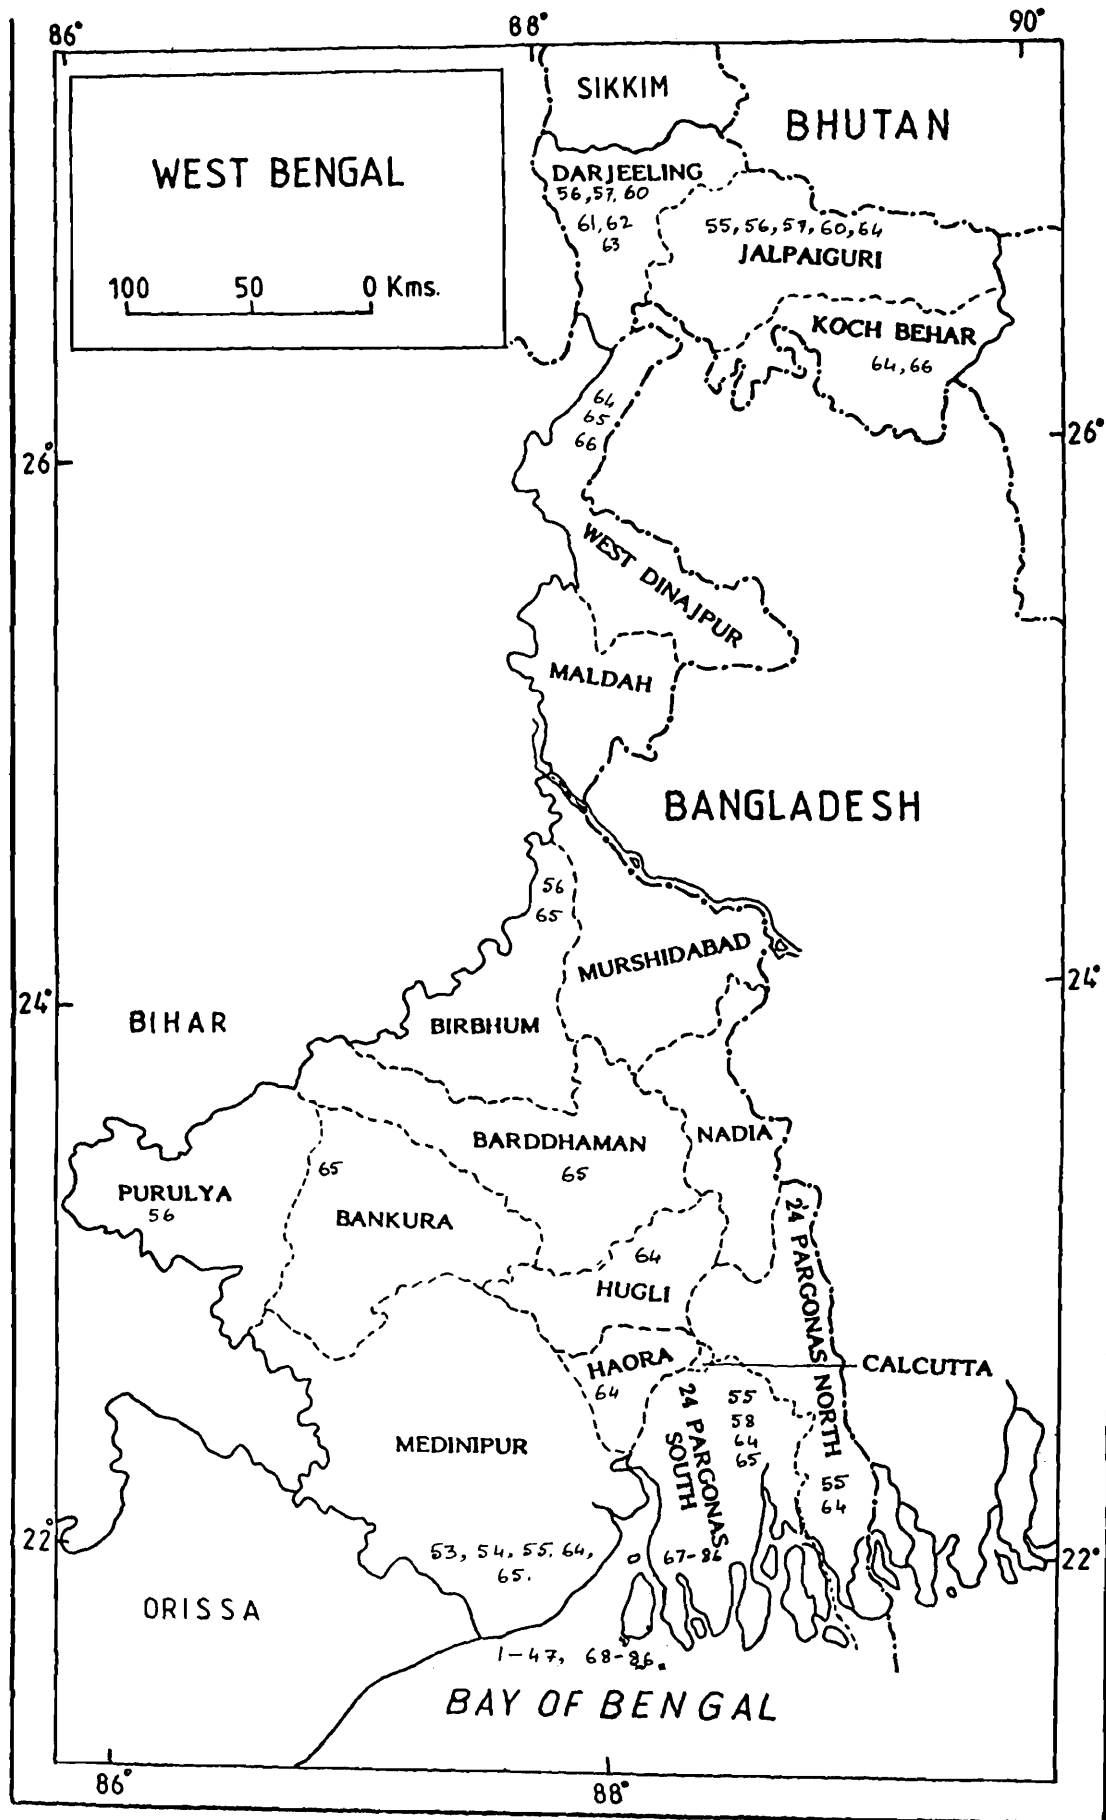 86°
88°
90°
SIKKIM
BHUTAN
WEST BENGAL
100 50 0 Kms.
DARJEELING
56, 57, 60
61, 62
63
55, 56, 57, 60, 64
JALPAIGURI
KOCH BEHAR
64, 66
64
65
66
26°
26°
WEST DINAJPUR
MALDAH
BANGLADESH
56
65
MURSHIDABAD
24°
24°
BIHAR
BIRBHUM
BARDDHAMAN
65
NADIA
65
PURULYA
56
BANKURA
24 PARGONAS NORTH
64
HUGLI
HAORA
64
CALCUTTA
24 PARGONAS
SOUTH
55
58
64
65
MEDINIPUR
55
64
22°
22°
53, 54, 55, 64,
65.
67-86
ORISSA
1-47, 68-86.
BAY OF BENGAL
86°
88°